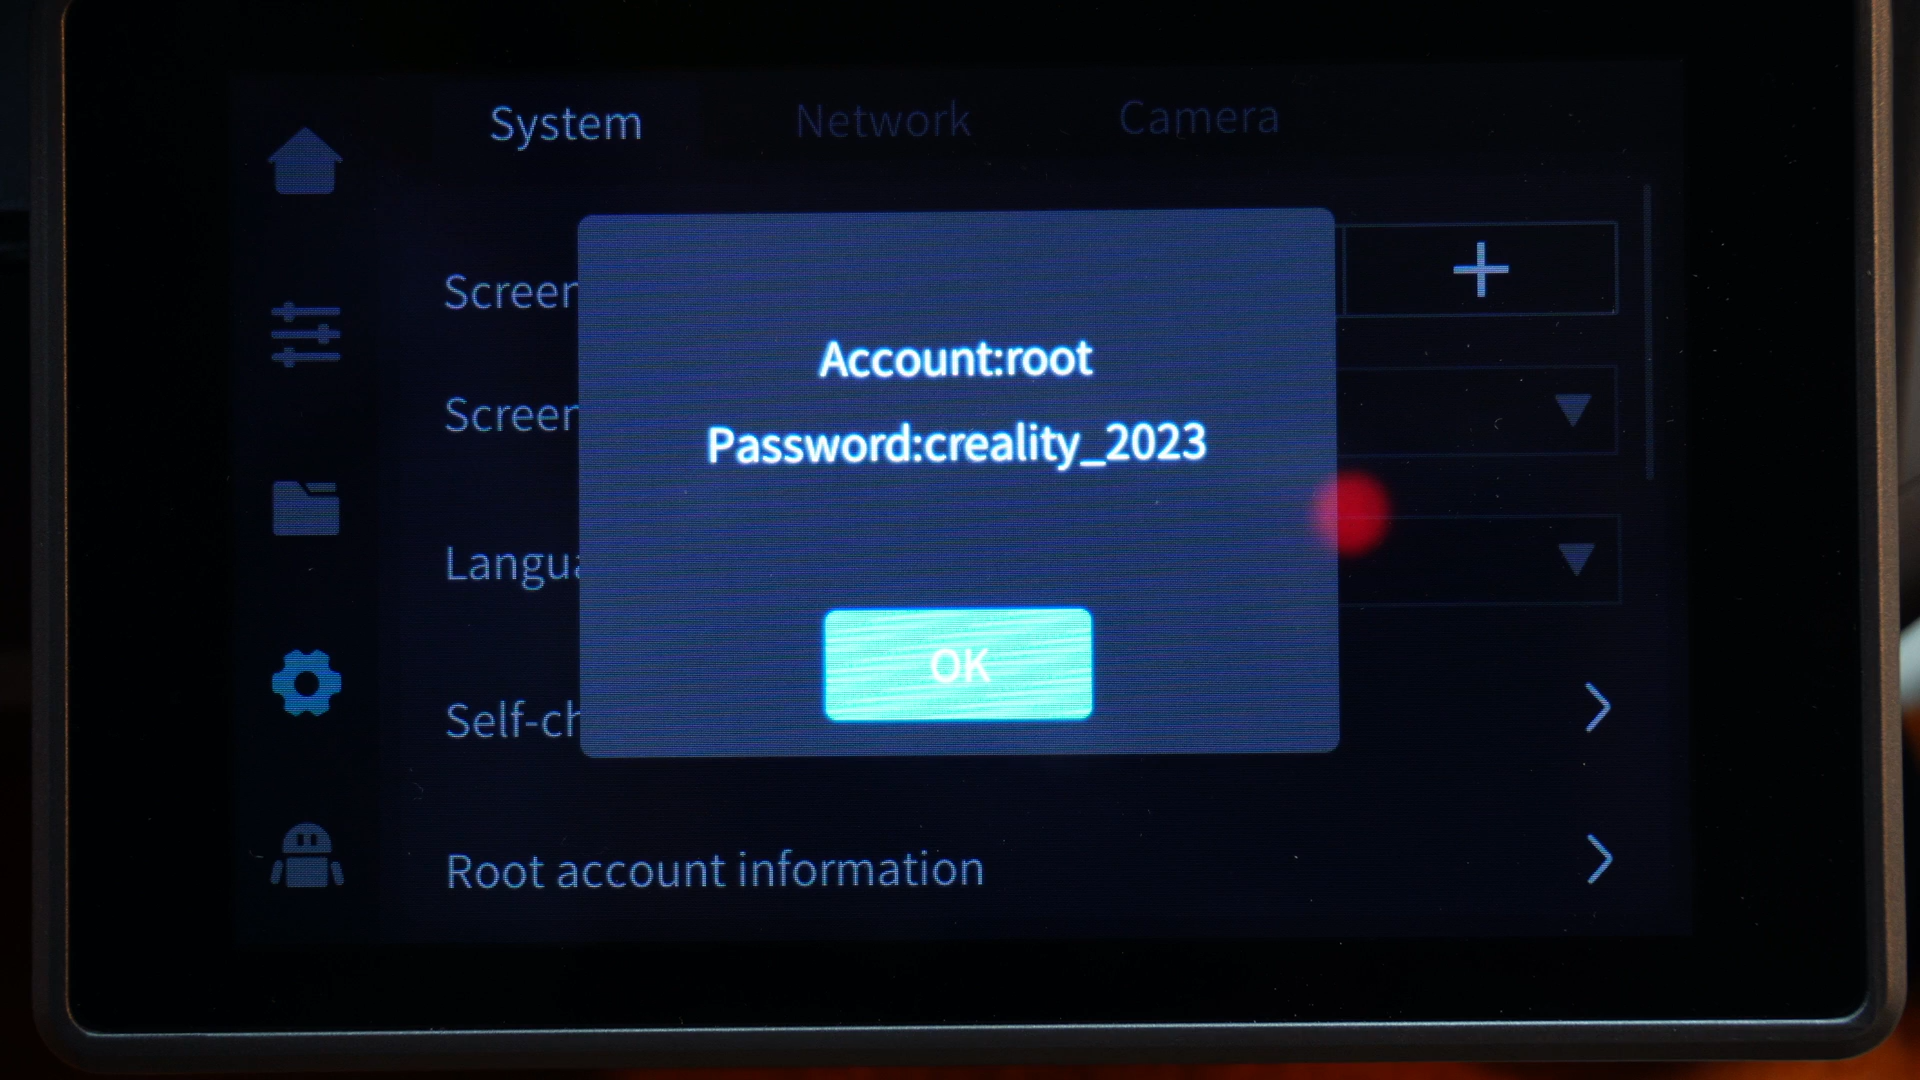 System Network Camera
Screen
Screen
Langua
Self-ch
Root account information
Account:root
Password:creality_2023
OK